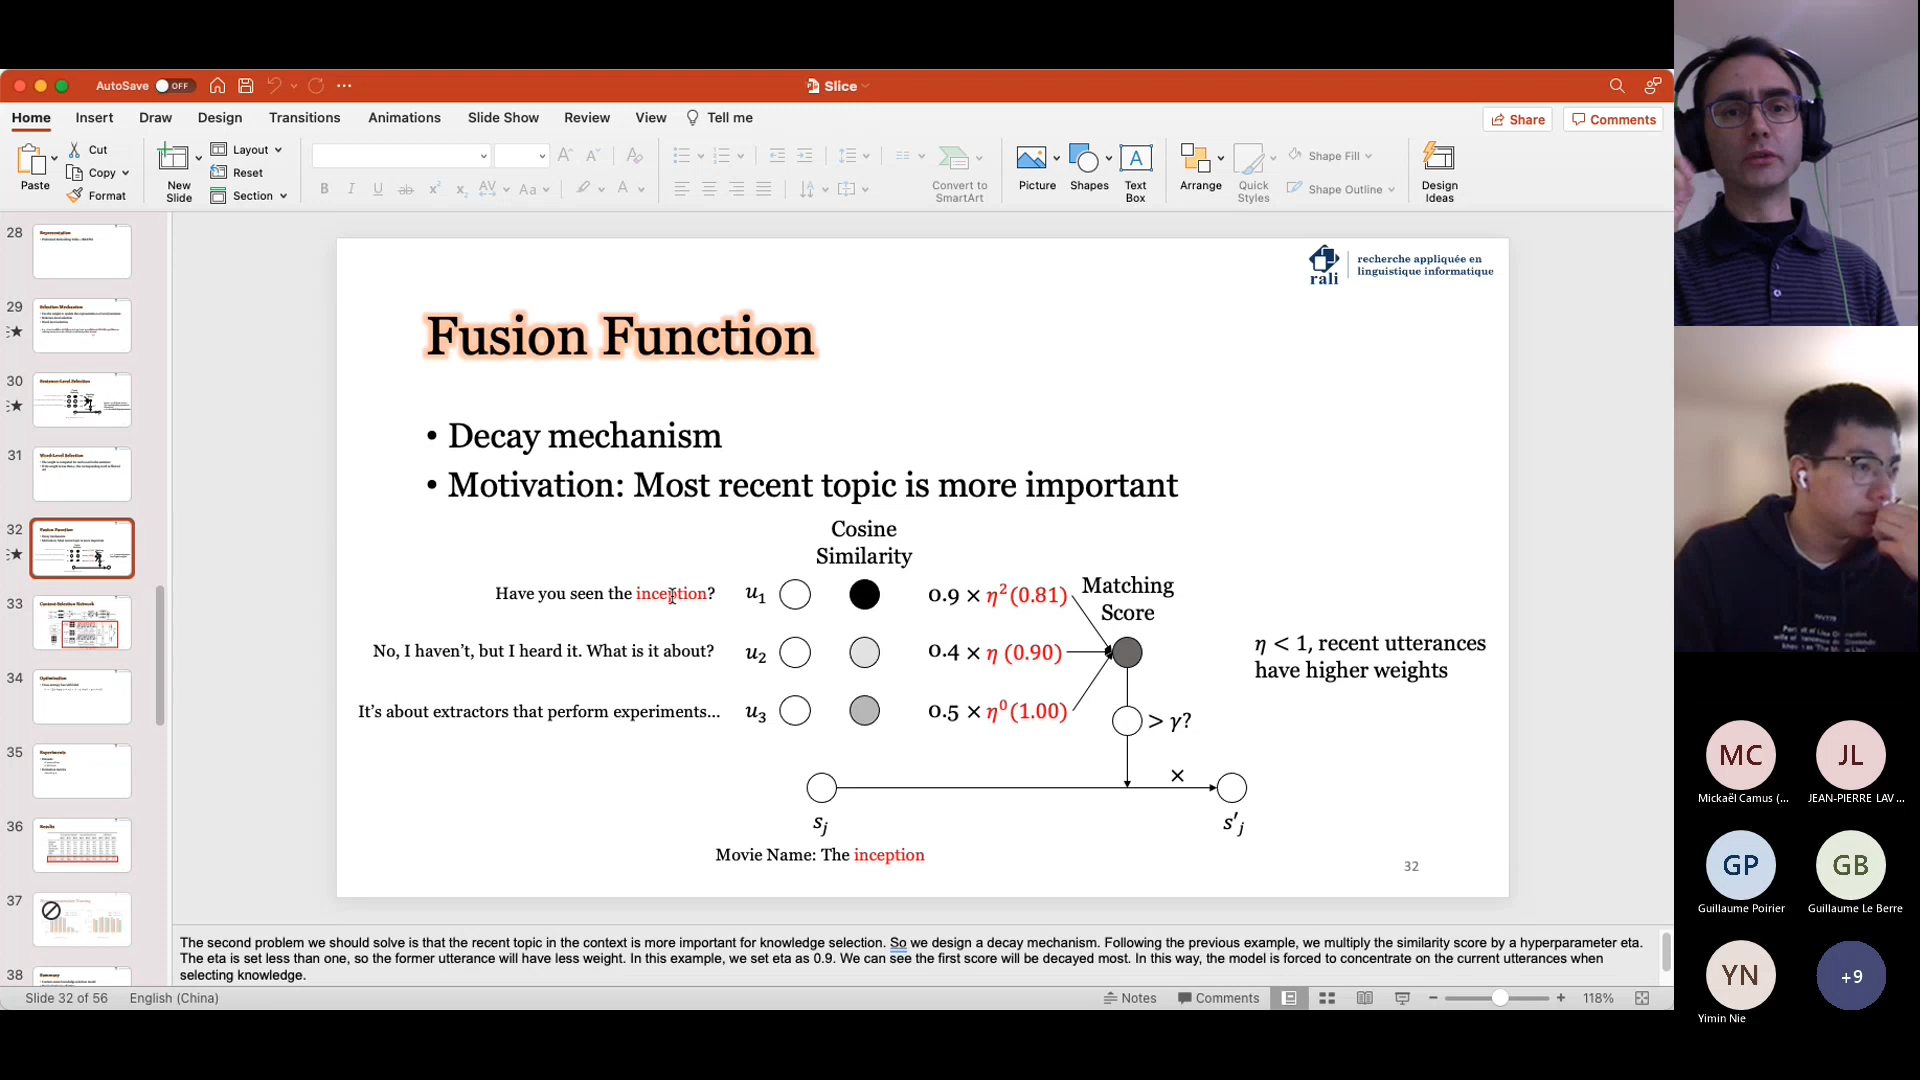 AutoSave OFF
Slice
Home Insert Draw Design Transitions Animations Slide Show Review View Tell me
Share Comments
Paste
Cut
Copy
Format
New Slide
Layout
Reset
Section
Convert to SmartArt
Picture
Shapes
Text Box
Arrange
Quick Styles
Shape Fill
Shape Outline
Design Ideas
28
29
30
31
32
33
34
35
36
37
38
rali
recherche appliquée en
linguistique informatique
Fusion Function
• Decay mechanism
• Motivation: Most recent topic is more important
Cosine
Similarity
Matching
Score
Have you seen the inception? u₁ 0.9 × η²(0.81)
No, I haven't, but I heard it. What is it about? u₂ 0.4 × η (0.90)
It's about extractors that perform experiments... u₃ 0.5 × η⁰(1.00)
η < 1, recent utterances
have higher weights
> γ?
×
sⱼ
s'ⱼ
Movie Name: The inception
32
The second problem we should solve is that the recent topic in the context is more important for knowledge selection. So we design a decay mechanism. Following the previous example, we multiply the similarity score by a hyperparameter eta.
The eta is set less than one, so the former utterance will have less weight. In this example, we set eta as 0.9. We can see the first score will be decayed most. In this way, the model is forced to concentrate on the current utterances when
selecting knowledge.
Slide 32 of 56 English (China)
Notes Comments 118%
MC
Mickaël Camus (...
JL
JEAN-PIERRE LAV ...
GP
Guillaume Poirier
GB
Guillaume Le Berre
YN
Yimin Nie
+9